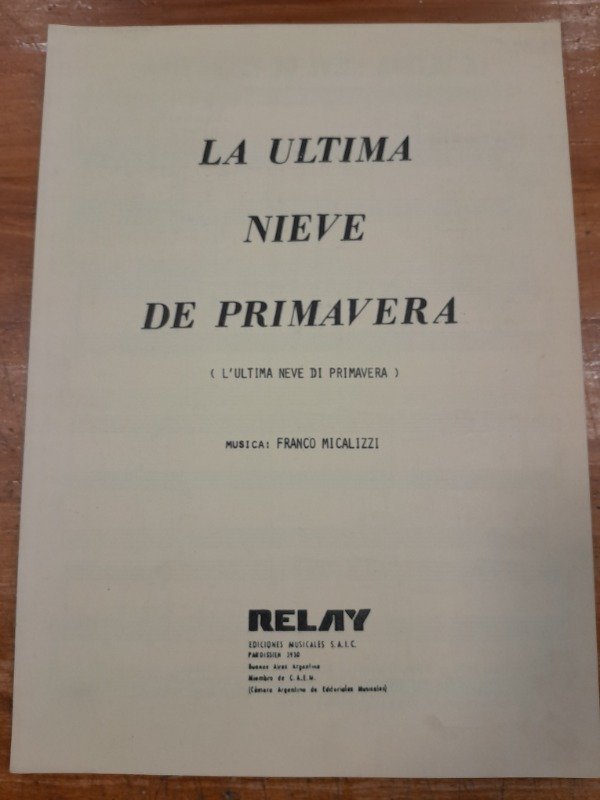 LA ULTIMA
NIEVE
DE PRIMAVERA
( L'ULTIMA NEVE DI PRIMAVERA )
MUSICA: FRANCO MICALIZZI
RELAY
EDICIONES MUSICALES S.A.I.C.
PAROISSIEN 3930
Buenos Aires Argentina
Miembro de C.A.E.M.
(Cámara Argentina de Editoriales Musicales)